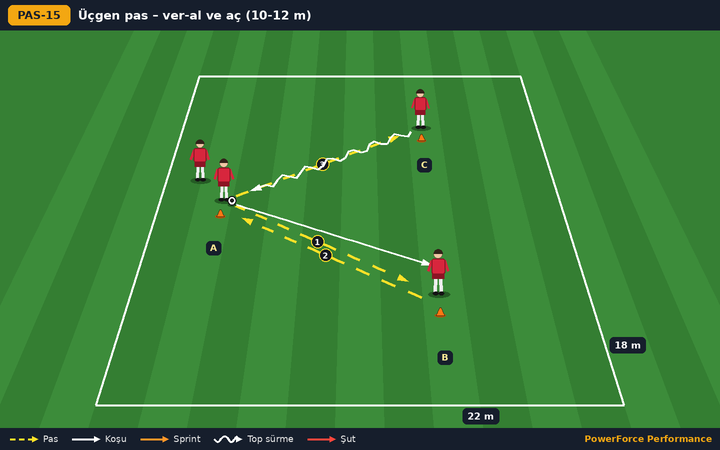 PAS-15 Üçgen pas – ver-al ve aç (10-12 m)
C
A
1
2
B
18 m
22 m
Pas Koşu Sprint Top sürme Şut PowerForce Performance